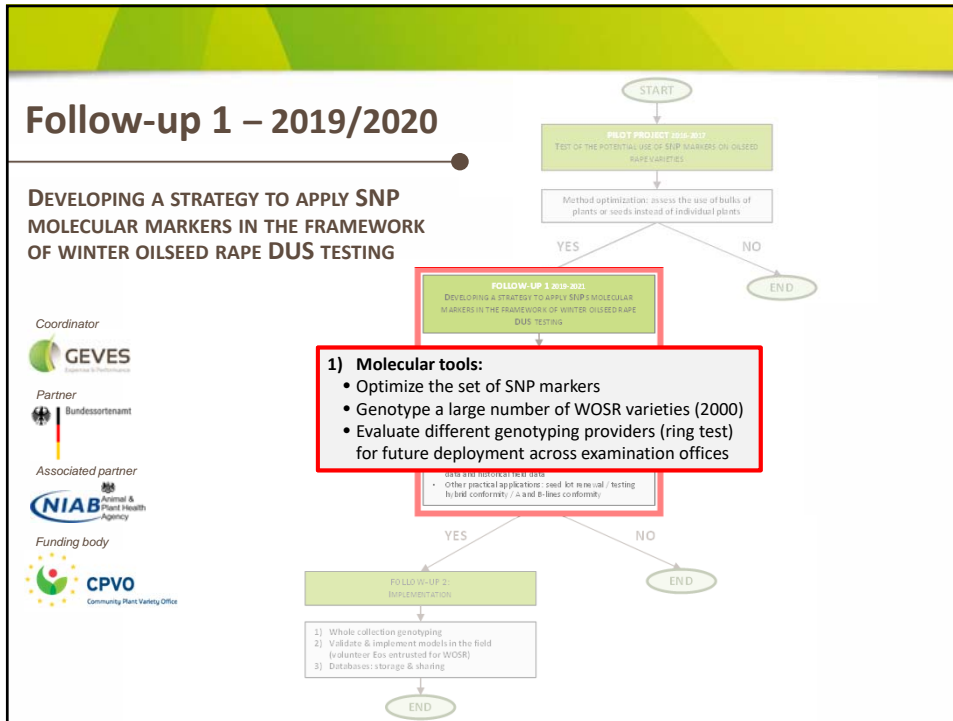 Follow-up 1 – 2019/2020
DEVELOPING A STRATEGY TO APPLY SNP
MOLECULAR MARKERS IN THE FRAMEWORK
OF WINTER OILSEED RAPE DUS TESTING
Coordinator
GEVES
Expertise & Performance
Partner
Bundessortenamt
Associated partner
NIAB
Animal &
Plant Health
Agency
Funding body
CPVO
Community Plant Variety Office
START
PILOT PROJECT 2016-2017
TEST OF THE POTENTIAL USE OF SNP MARKERS ON OILSEED
RAPE VARIETIES
Method optimization: assess the use of bulks of
plants or seeds instead of individual plants
YES
NO
END
FOLLOW-UP 1 2019-2021
DEVELOPING A STRATEGY TO APPLY SNPS MOLECULAR
MARKERS IN THE FRAMEWORK OF WINTER OILSEED RAPE
DUS TESTING
1) Molecular tools:
• Optimize the set of SNP markers
• Genotype a large number of WOSR varieties (2000)
• Evaluate different genotyping providers (ring test)
for future deployment across examination offices
data and historical field data
• Other practical applications: seed lot renewal / testing
hybrid conformity / A and B-lines conformity
YES
NO
END
FOLLOW-UP 2:
IMPLEMENTATION
1) Whole collection genotyping
2) Validate & implement models in the field
(volunteer Eos entrusted for WOSR)
3) Databases: storage & sharing
END